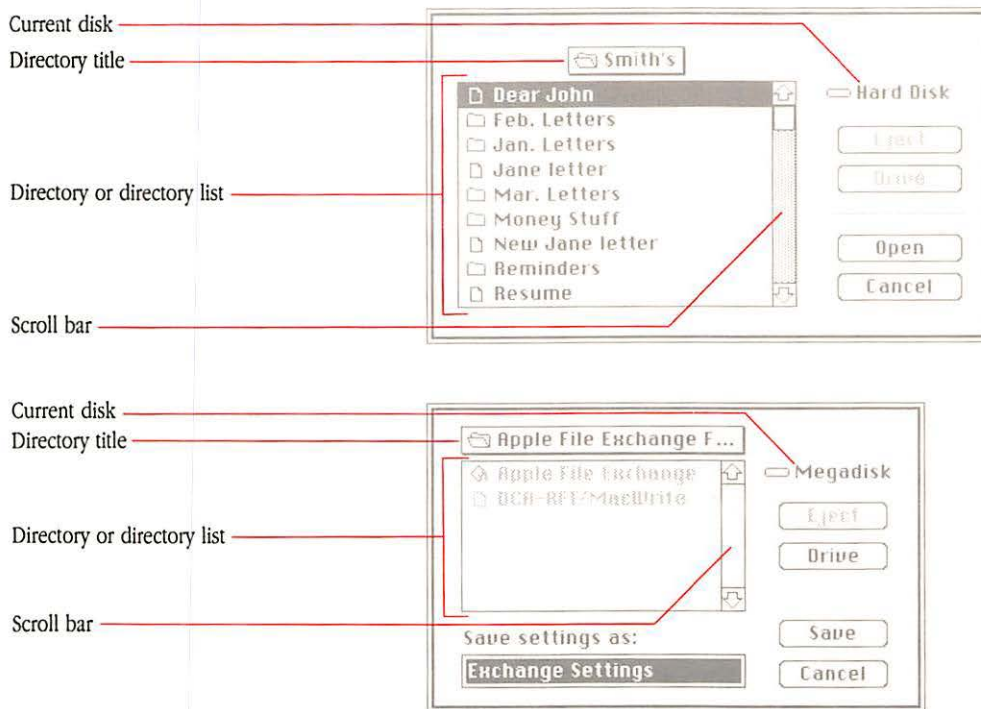 Current disk
Directory title
Smith's
Dear John
Hard Disk
Feb. Letters
Jan. Letters
Eject
Jane letter
Drive
Directory or directory list
Mar. Letters
Money Stuff
New Jane letter
Open
Reminders
Resume
Cancel
Scroll bar
Current disk
Directory title
Apple File Exchange F...
Apple File Exchange
Megadisk
DCA-RFT/MacWrite
Eject
Directory or directory list
Drive
Scroll bar
Save settings as:
Save
Exchange Settings
Cancel